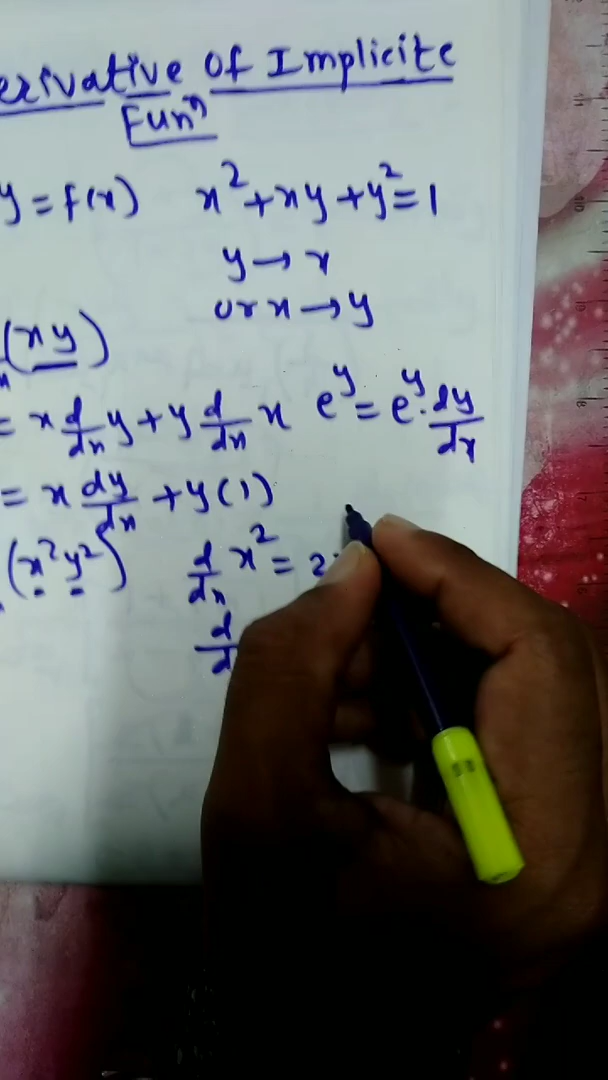 erivative of Implicite
Funⁿ
y = f(x) x² + xy + y² = 1
y → x
or x → y
(xy)
= x d/dx y + y d/dx x e^y = e^y · dy/dx
= x dy/dx + y(1)
(x²y²) d/dx x² = 2
d